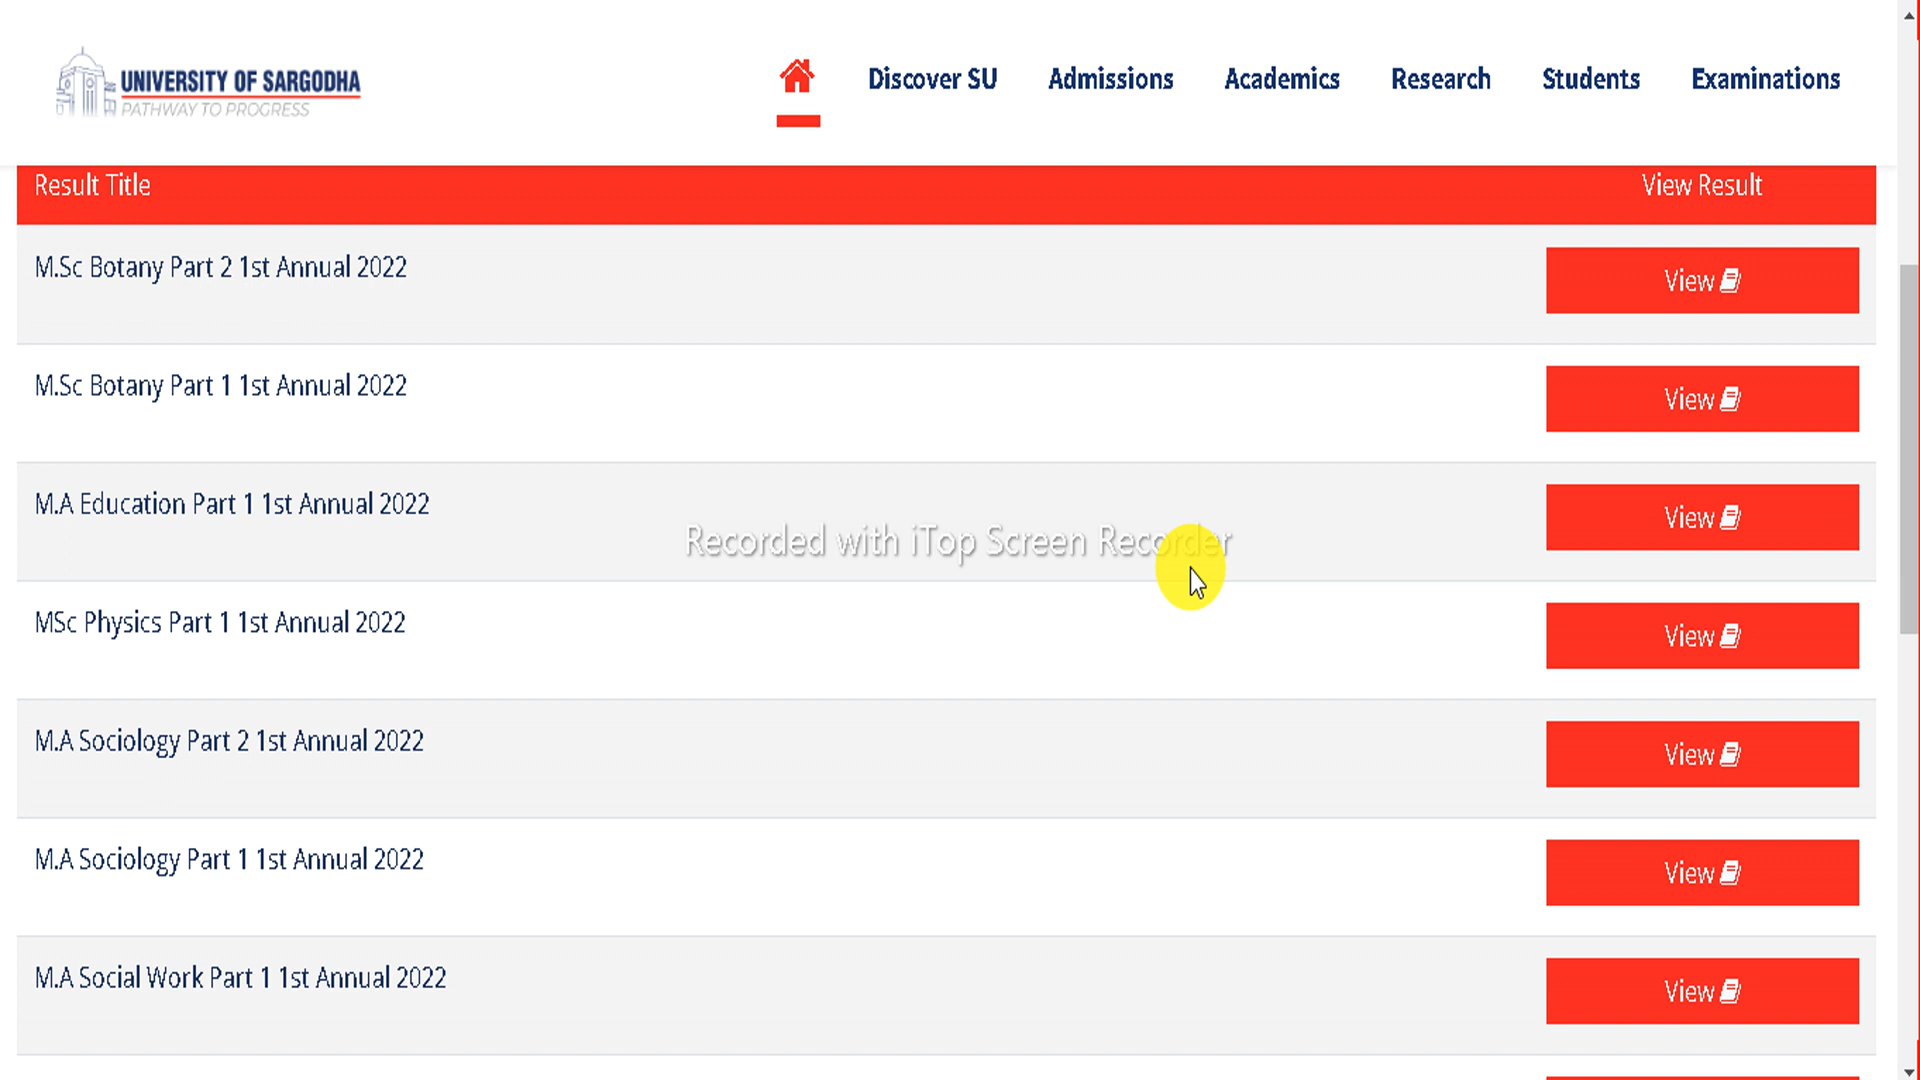 UNIVERSITY OF SARGODHA
PATHWAY TO PROGRESS
Discover SU Admissions Academics Research Students Examinations
Result Title View Result
M.Sc Botany Part 2 1st Annual 2022 View
M.Sc Botany Part 1 1st Annual 2022 View
M.A Education Part 1 1st Annual 2022 View
Recorded with iTop Screen Recorder
MSc Physics Part 1 1st Annual 2022 View
M.A Sociology Part 2 1st Annual 2022 View
M.A Sociology Part 1 1st Annual 2022 View
M.A Social Work Part 1 1st Annual 2022 View